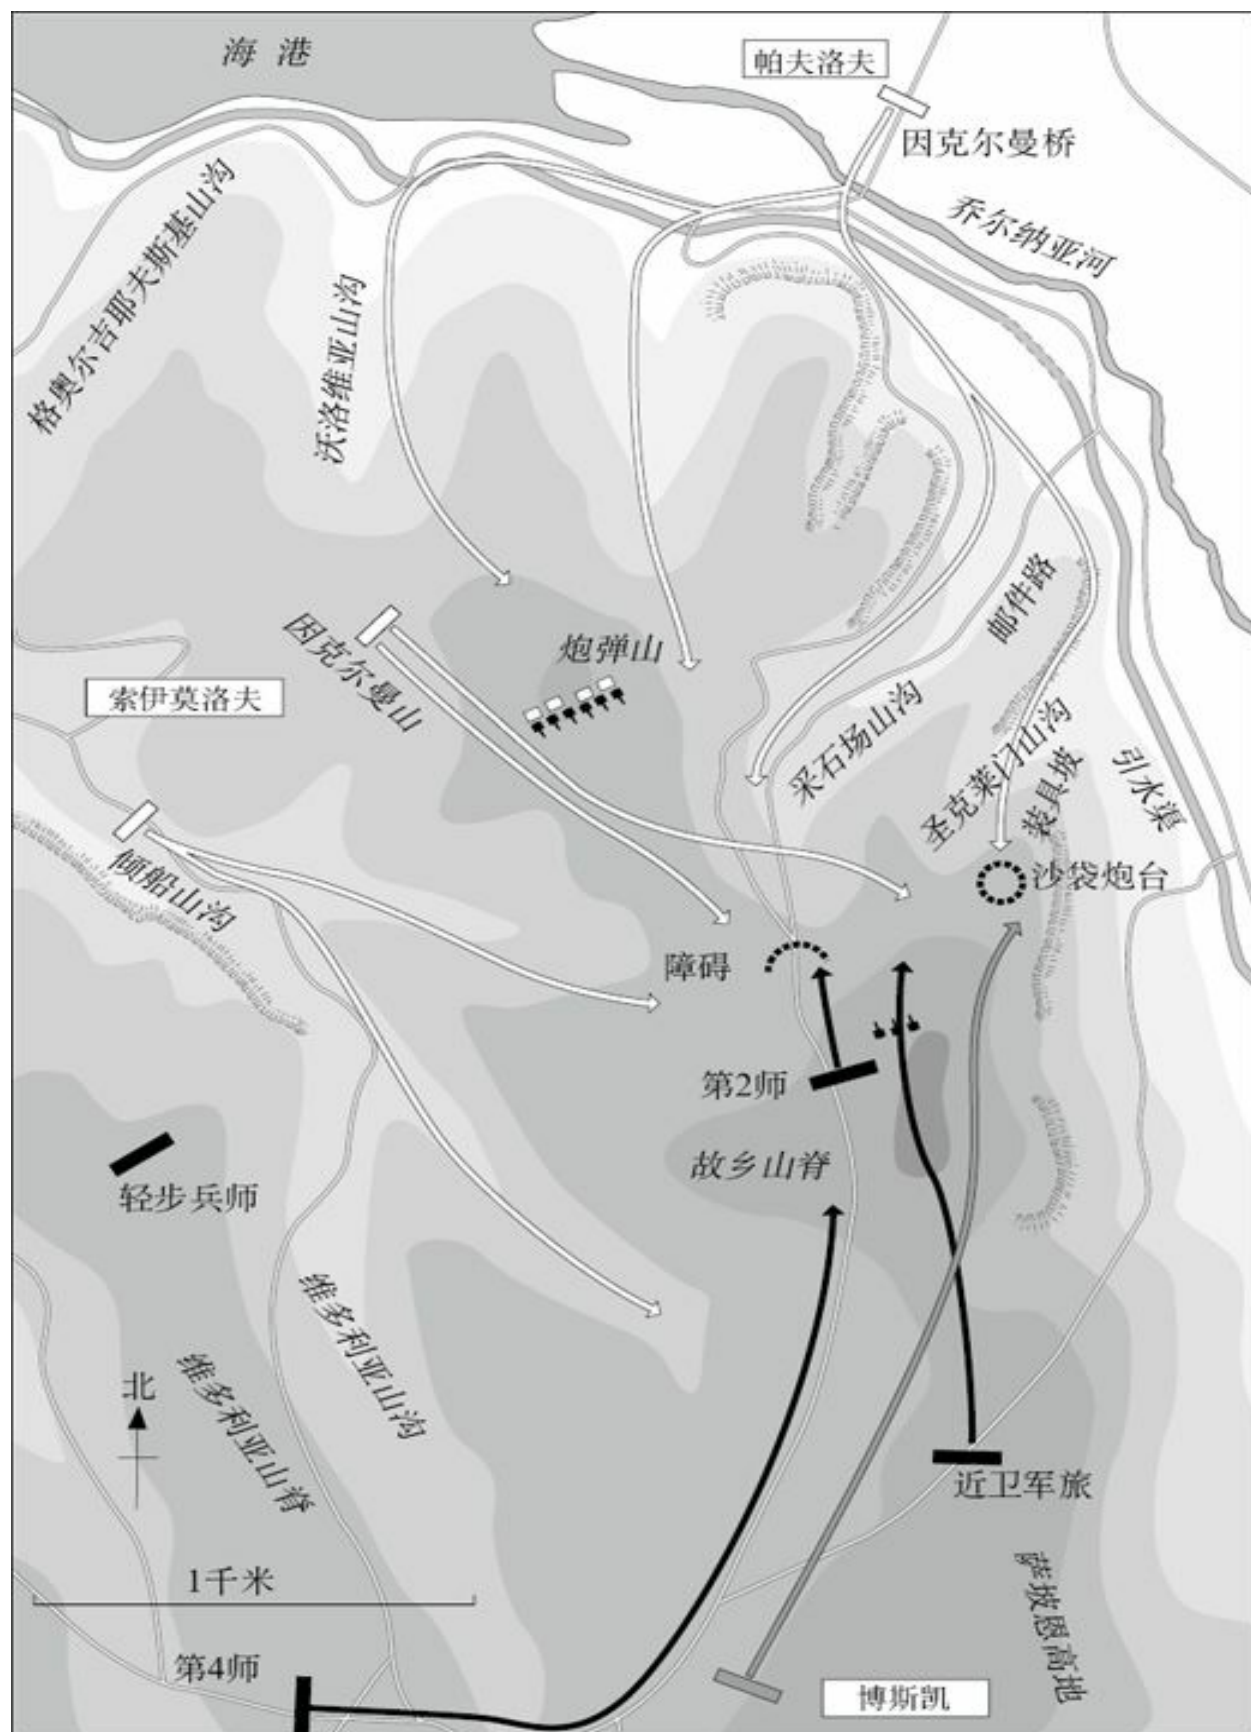 海港
帕夫洛夫
因克尔曼桥
乔尔纳亚河
格奥尔吉耶夫斯基山沟
沃洛维亚山沟
邮件路
炮弹山
因克尔曼山
索伊莫洛夫
采石场山沟
圣克莱门山沟
装具坡
引水渠
倾船山沟
沙袋炮台
障碍
第2师
轻步兵师
故乡山脊
维多利亚山沟
维多利亚山脊
北
近卫军旅
1千米
萨坡恩高地
第4师
博斯凯